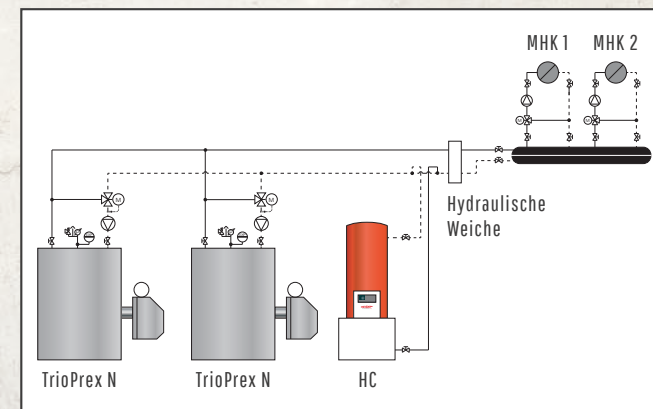 MHK 1 MHK 2
M M
Hydraulische
Weiche
M M
TrioPrex N TrioPrex N HC